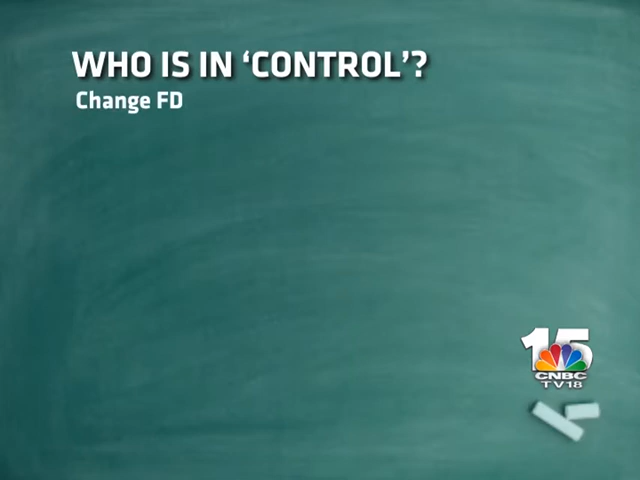 WHO IS IN ‘CONTROL’?
Change FD
15
CNBC
TV18